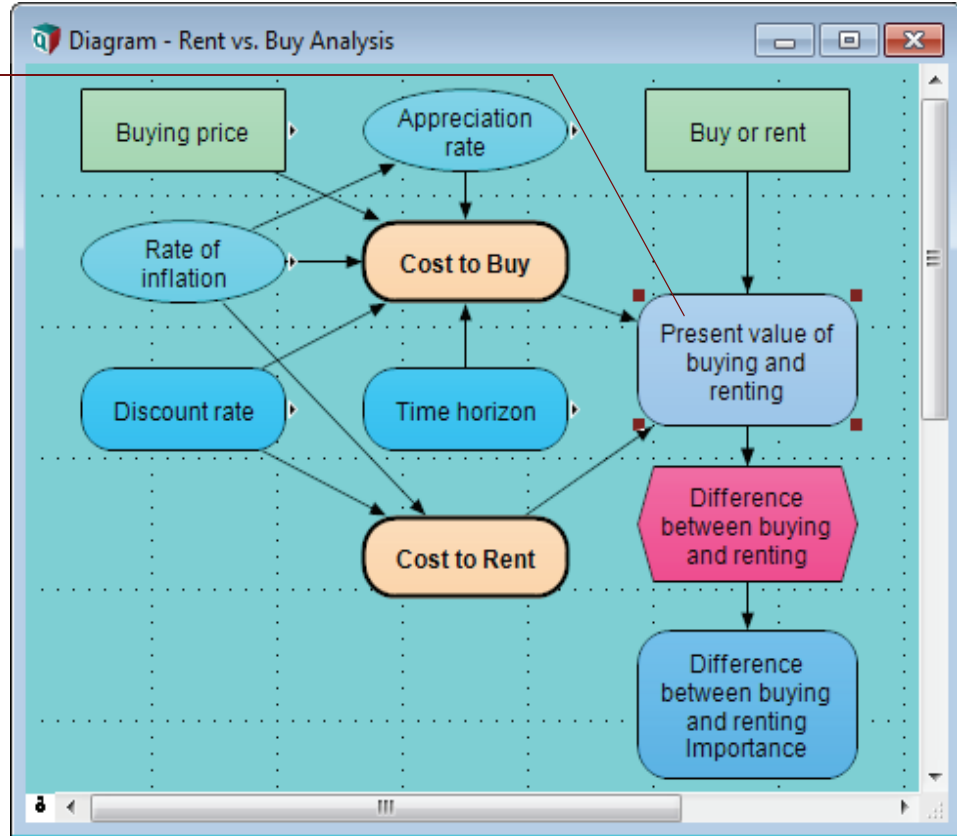 Diagram - Rent vs. Buy Analysis
Buying price
Appreciation
rate
Buy or rent
Rate of
inflation
Cost to Buy
Present value of
buying and
renting
Discount rate
Time horizon
Difference
between buying
and renting
Cost to Rent
Difference
between buying
and renting
Importance